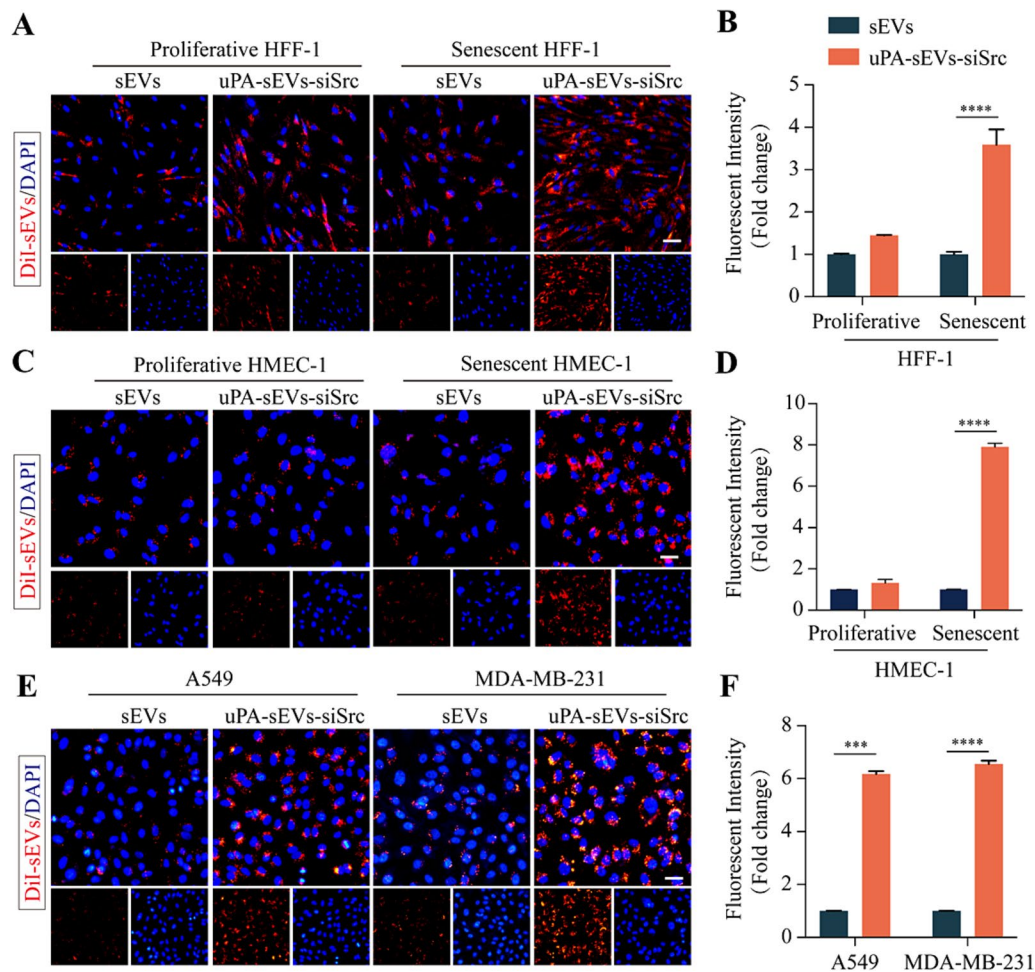 A
Proliferative HFF-1
Senescent HFF-1
sEVs
uPA-sEVs-siSrc
sEVs
uPA-sEVs-siSrc
DiI-sEVs/DAPI
B
sEVs
uPA-sEVs-siSrc
Fluorescent Intensity
(Fold change)
5
4
3
2
1
0
****
Proliferative
Senescent
HFF-1
C
Proliferative HMEC-1
Senescent HMEC-1
sEVs
uPA-sEVs-siSrc
sEVs
uPA-sEVs-siSrc
DiI-sEVs/DAPI
D
Fluorescent Intensity
(Fold change)
10
8
6
4
2
0
****
Proliferative
Senescent
HMEC-1
E
A549
MDA-MB-231
sEVs
uPA-sEVs-siSrc
sEVs
uPA-sEVs-siSrc
DiI-sEVs/DAPI
F
Fluorescent Intensity
(Fold change)
8
6
4
2
0
***
****
A549
MDA-MB-231